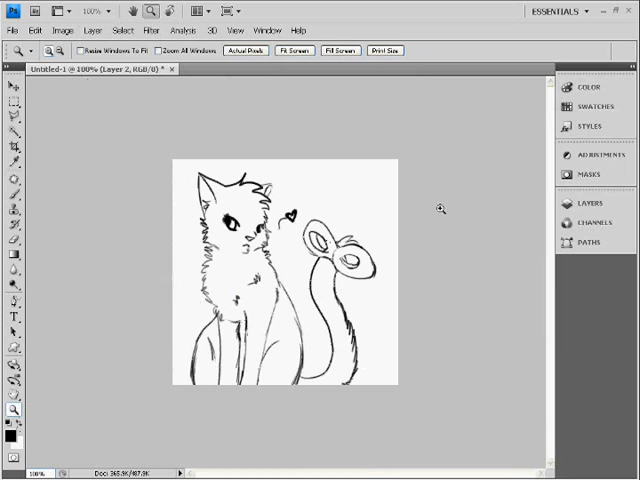 Ps Br 100% ESSENTIALS
File Edit Image Layer Select Filter Analysis 3D View Window Help
Resize Windows To Fit Zoom All Windows Actual Pixels Fit Screen Fill Screen Print Size
Untitled-1 @ 100% (Layer 2, RGB/8) * x
COLOR
SWATCHES
STYLES
ADJUSTMENTS
MASKS
LAYERS
CHANNELS
PATHS
T
100% Doc: 365.9K/487.9K